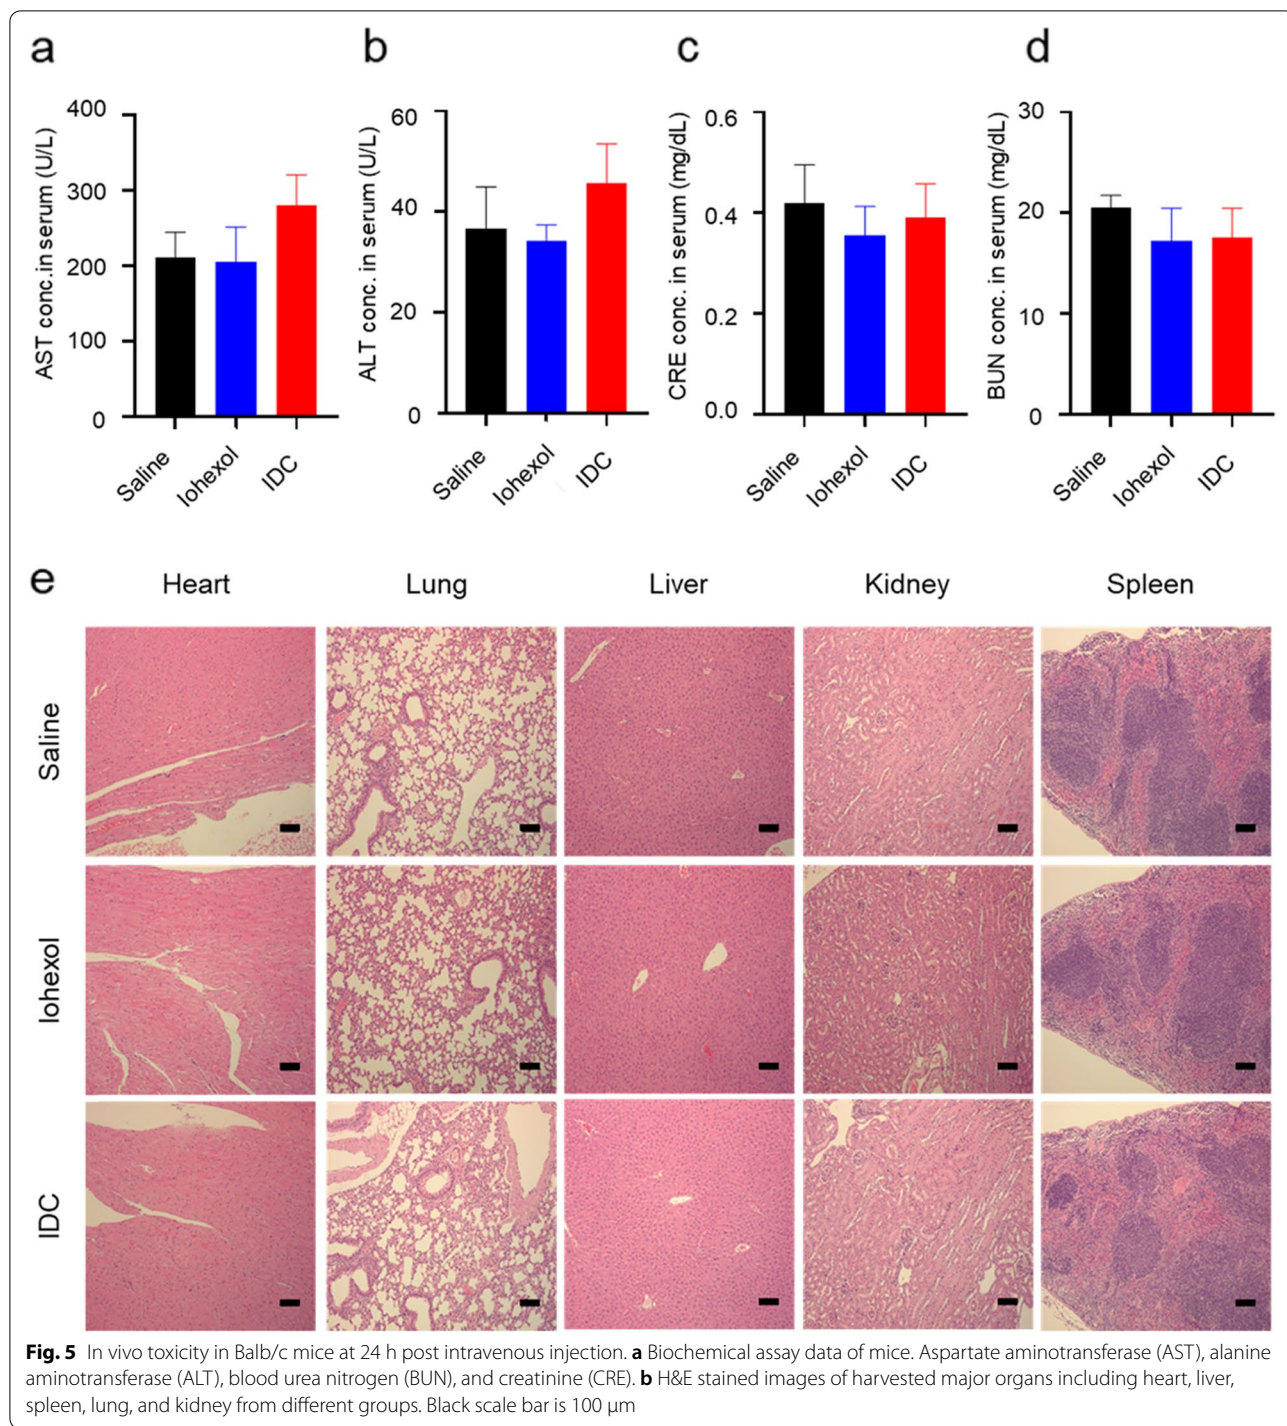 a
b
c
d
AST conc.in serum (U/L)
400
300
200
100
0
Saline
Iohexol
IDC
ALT conc. in serum (U/L)
60
40
20
0
Saline
Iohexol
IDC
CRE conc. in serum (mg/dL)
0.6
0.4
0.2
0.0
Saline
Iohexol
IDC
BUN conc. in serum (mg/dL)
30
20
10
0
Saline
Iohexol
IDC
e
Heart
Lung
Liver
Kidney
Spleen
Saline
Iohexol
IDC
Fig. 5 In vivo toxicity in Balb/c mice at 24 h post intravenous injection. a Biochemical assay data of mice. Aspartate aminotransferase (AST), alanine
aminotransferase (ALT), blood urea nitrogen (BUN), and creatinine (CRE). b H&E stained images of harvested major organs including heart, liver,
spleen, lung, and kidney from different groups. Black scale bar is 100 μm